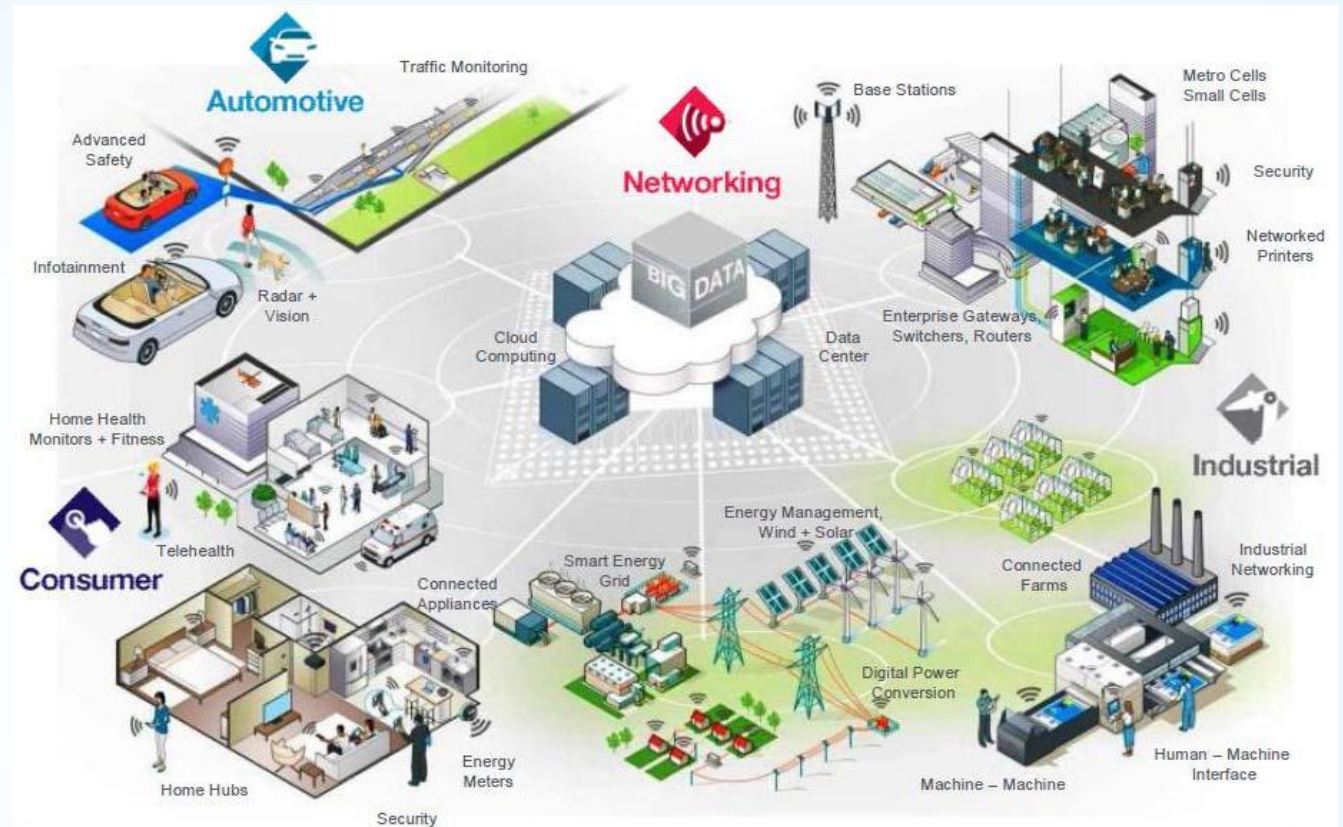 Automotive
Traffic Monitoring
Advanced
Safety
Infotainment
Radar +
Vision
Networking
Base Stations
Metro Cells
Small Cells
Security
Networked
Printers
Enterprise Gateways,
Switchers, Routers
BIG DATA
Cloud
Computing
Data
Center
Home Health
Monitors + Fitness
Telehealth
Consumer
Industrial
Energy Management,
Wind + Solar
Smart Energy
Grid
Connected
Appliances
Connected
Farms
Industrial
Networking
Digital Power
Conversion
Energy
Meters
Home Hubs
Security
Machine – Machine
Human – Machine
Interface